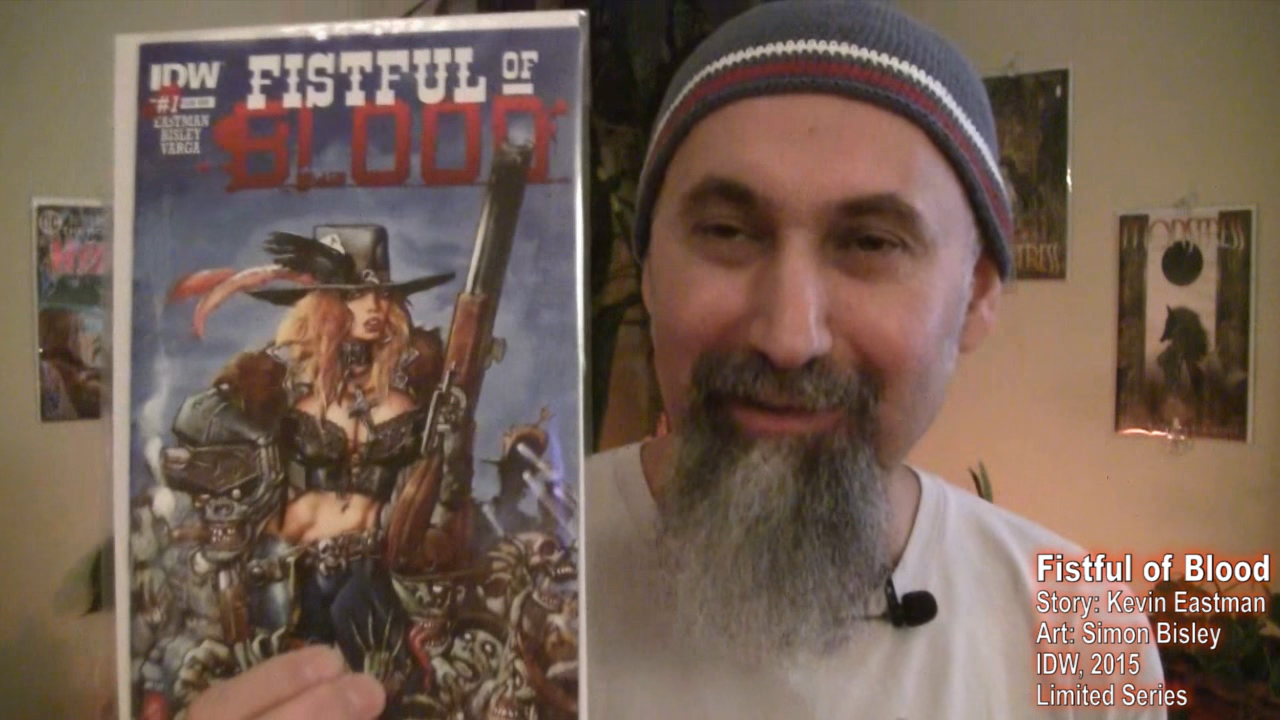 IDW
#1
FISTFUL OF
BLOOD
EASTMAN
BISLEY
VARGA
MONSTRESS
Fistful of Blood
Story: Kevin Eastman
Art: Simon Bisley
IDW, 2015
Limited Series